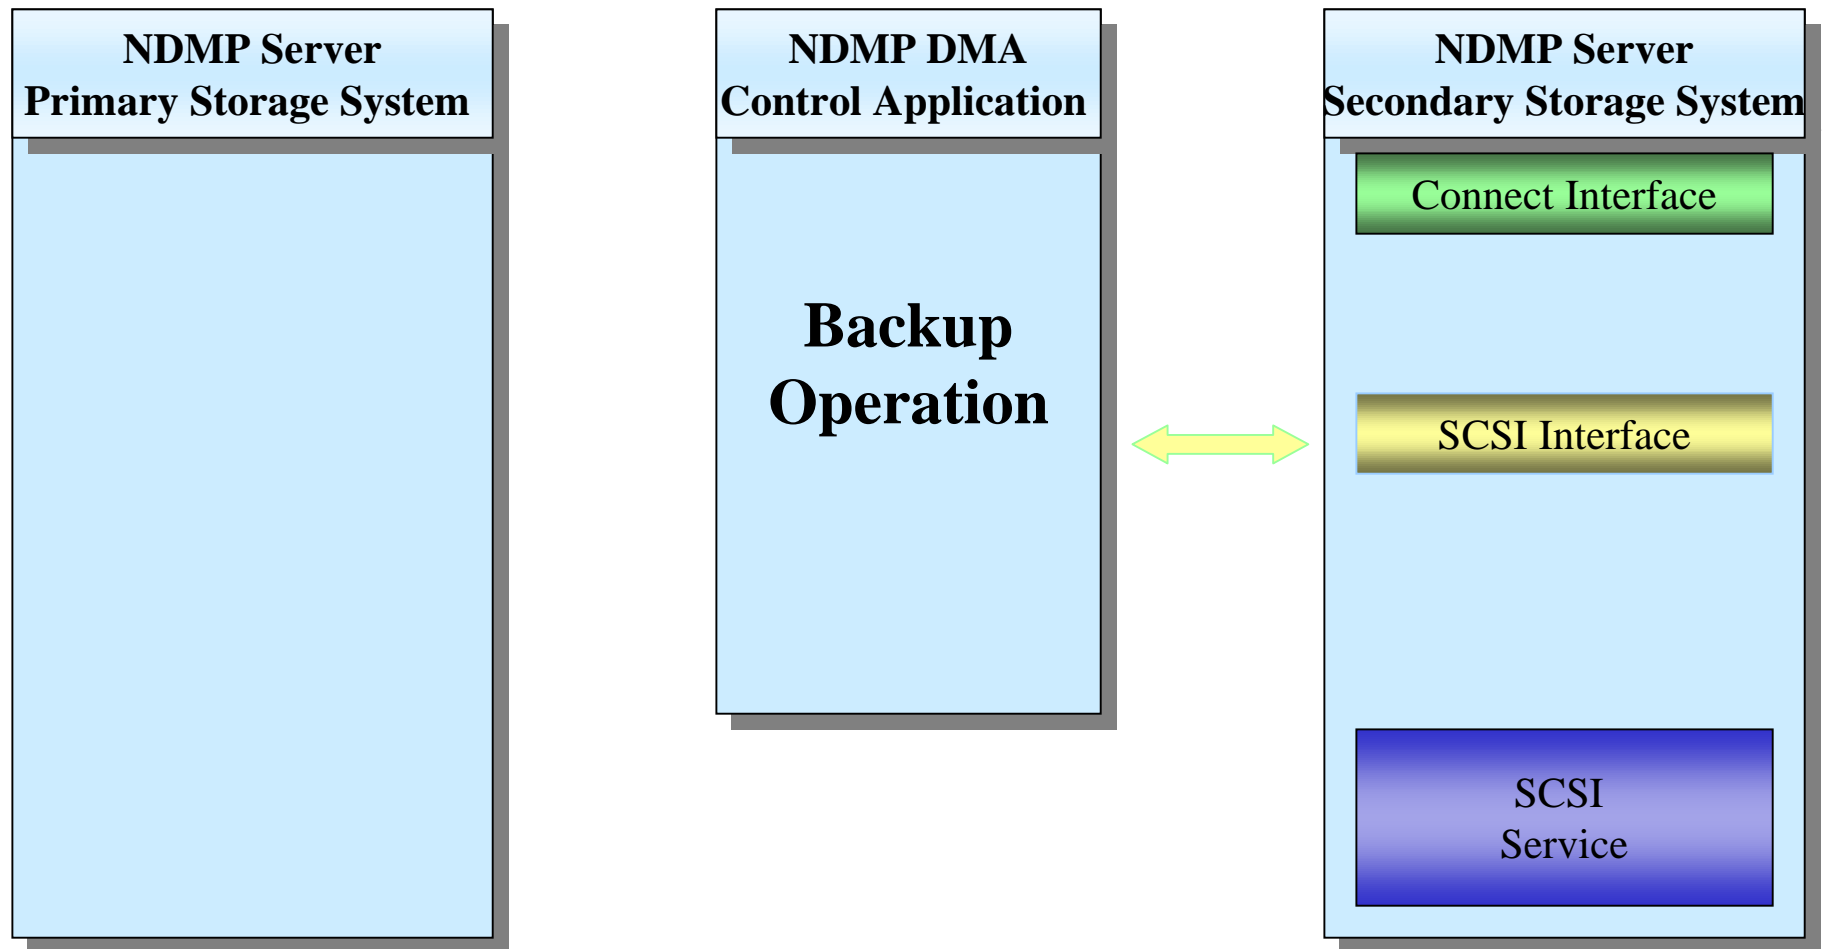 NDMP Server
Primary Storage System
NDMP DMA
Control Application
Backup
Operation
NDMP Server
Secondary Storage System
Connect Interface
SCSI Interface
SCSI
Service